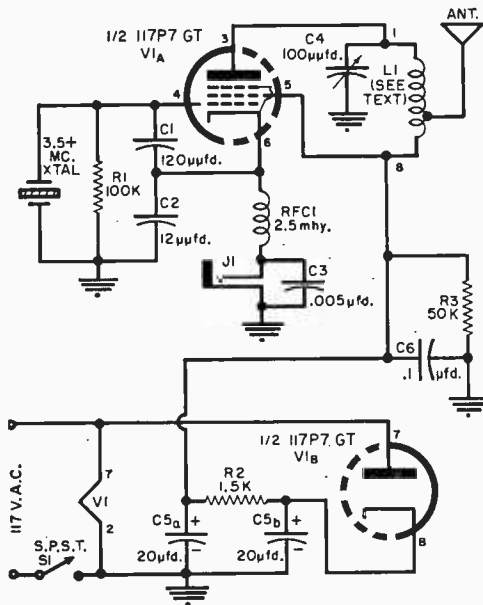 1/2 117P7 GT
V1A
3
4
5
6
C4
100µµfd.
1
ANT.
L1
(SEE
TEXT)
8
3.5+
MC.
XTAL
R1
100K
C1
120µµfd.
C2
12µµfd.
RFC1
2.5mhy.
J1
C3
.005µfd.
R3
50K
C6
.1
µfd.
1/2 117P7 GT
V1B
7
8
117 V.A.C.
7
V1
2
S.P.S.T.
S1
R2
1.5K
C5a
+
−
20µfd.
C5b
+
−
20µfd.